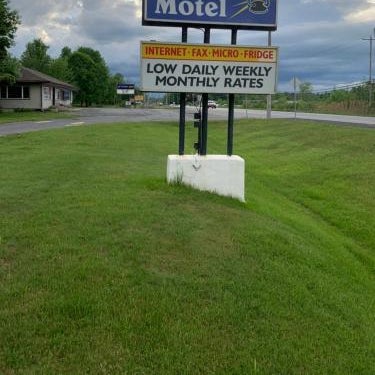 Motel
INTERNET·FAX·MICRO·FRIDGE
LOW DAILY WEEKLY
MONTHLY RATES